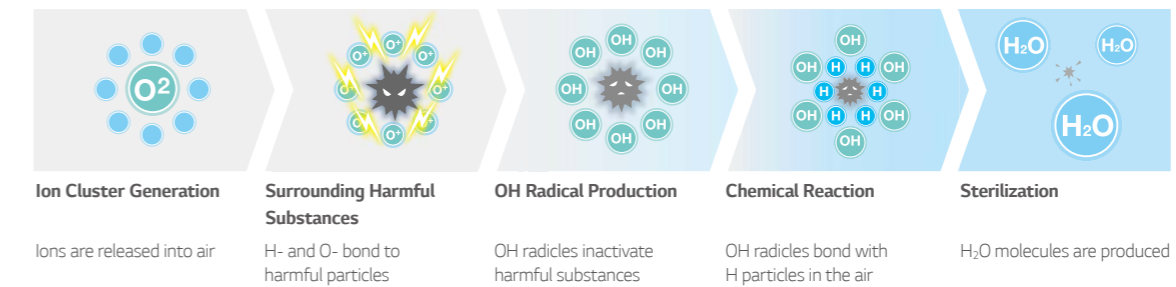 O²
O⁺ O⁺ O⁺ O⁺ O⁺ O⁺ O⁺ O⁺
OH OH OH OH OH OH OH OH
OH OH OH OH OH OH H H H H H H
H₂O H₂O H₂O
Ion Cluster Generation
Ions are released into air
Surrounding Harmful
Substances
H- and O- bond to
harmful particles
OH Radical Production
OH radicles inactivate
harmful substances
Chemical Reaction
OH radicles bond with
H particles in the air
Sterilization
H₂O molecules are produced